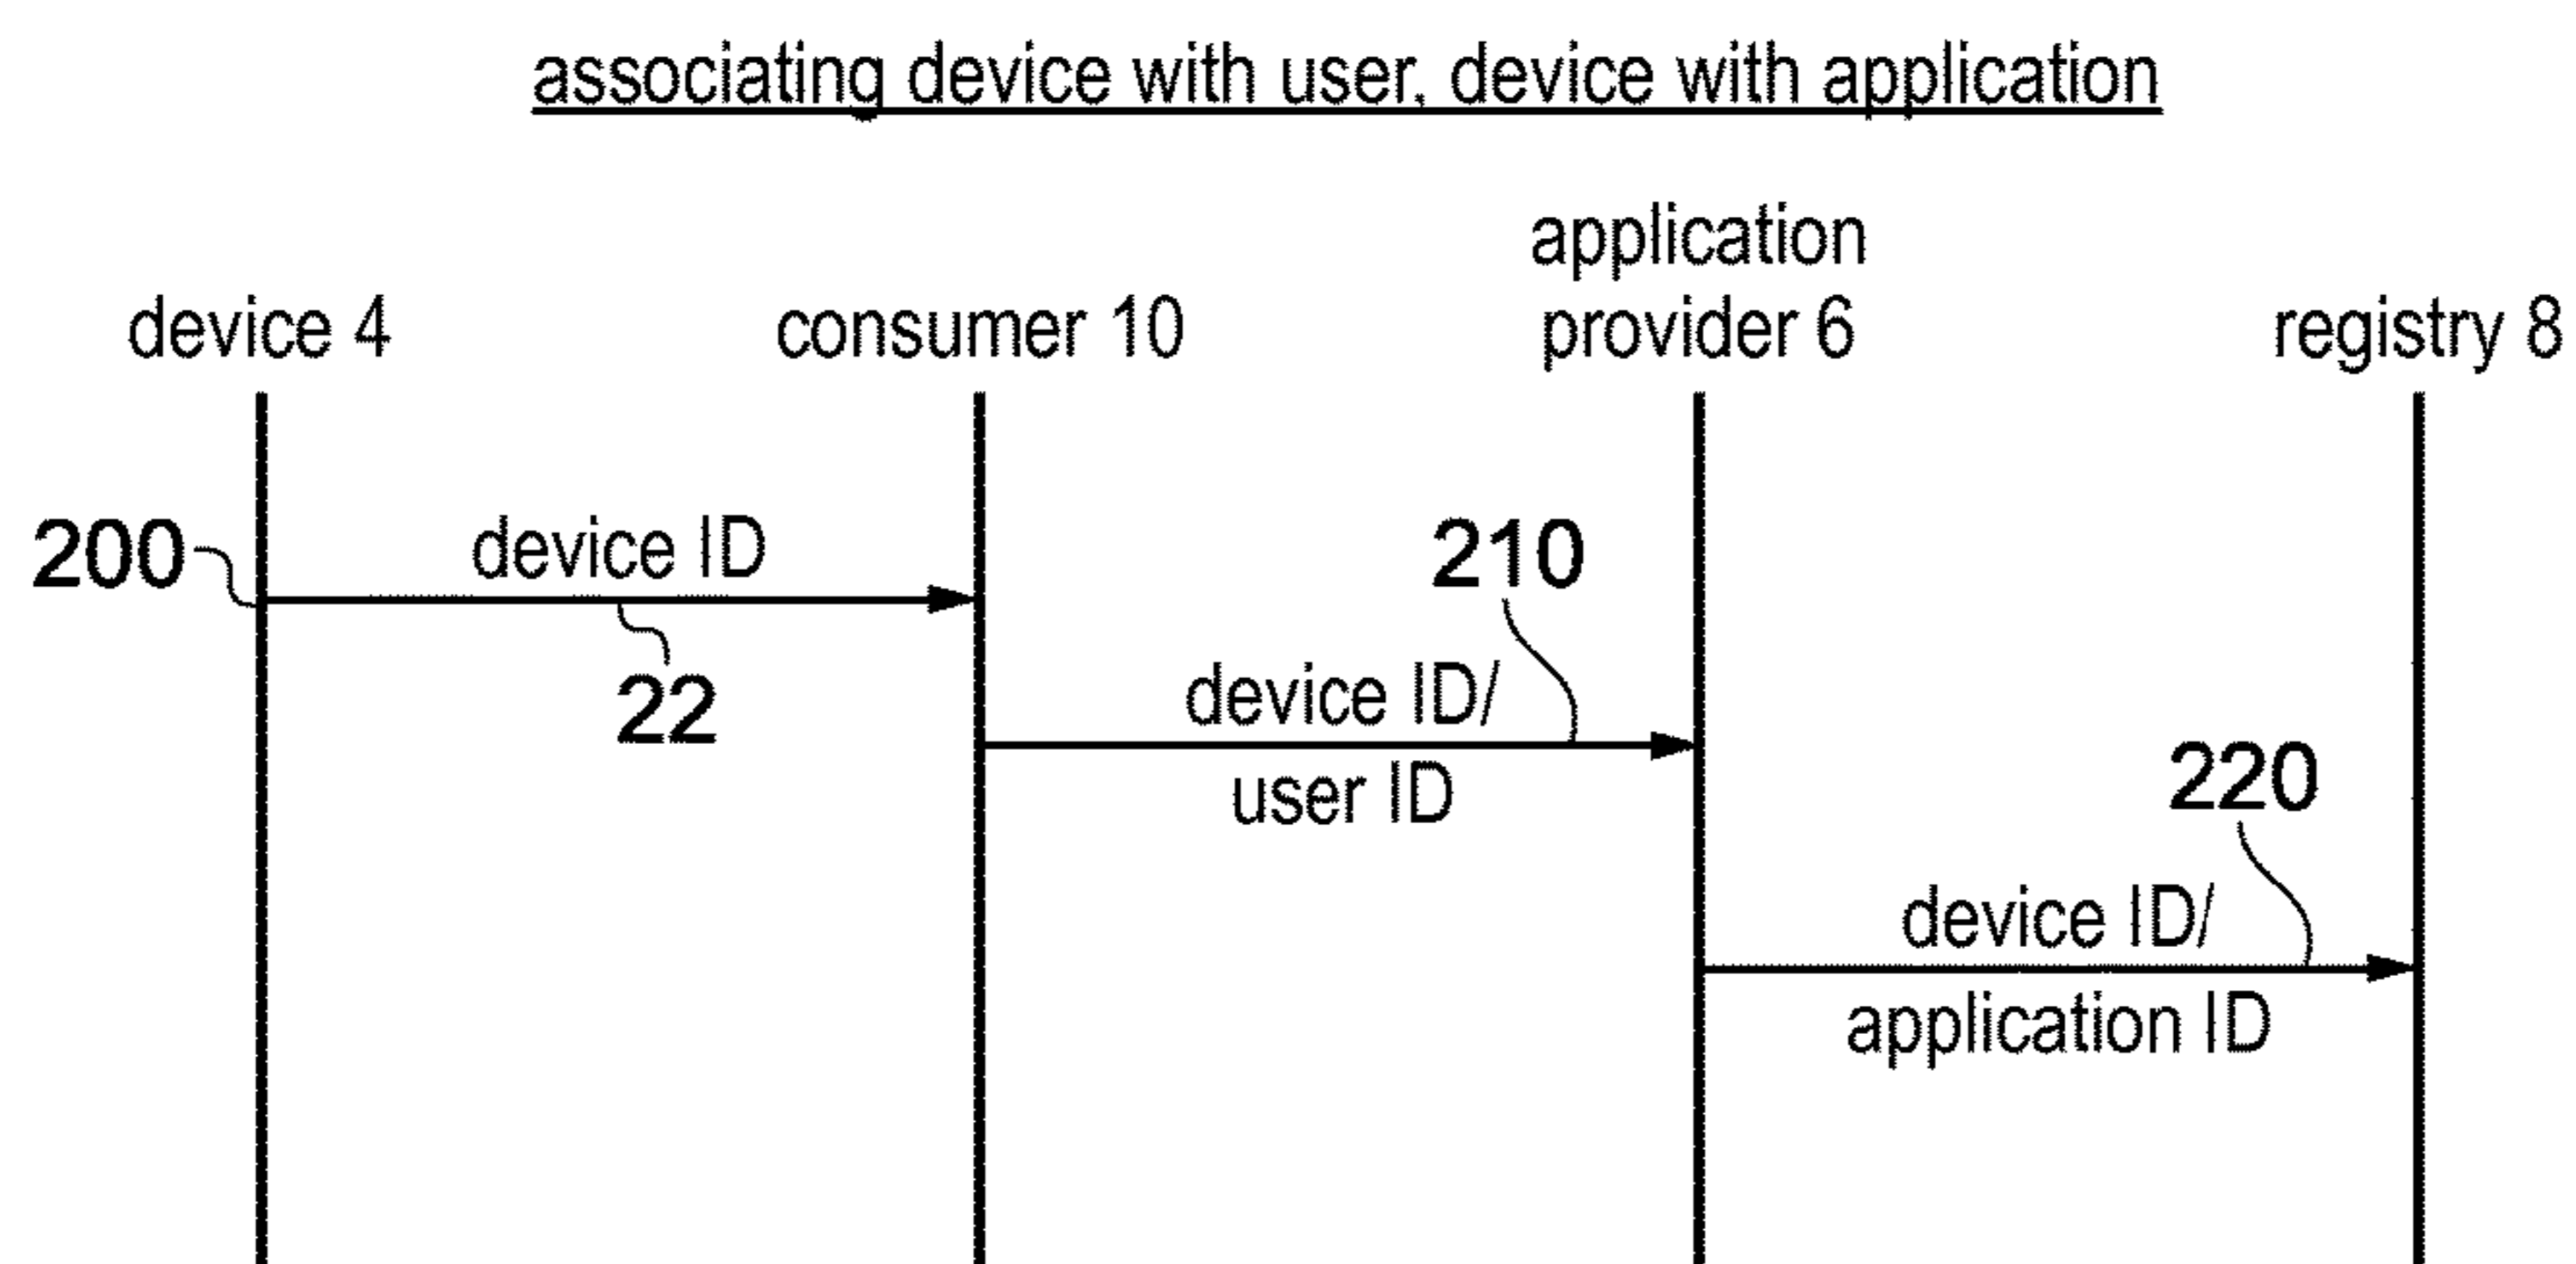 associating device with user, device with application
application
device 4
consumer 10
provider 6
registry 8
200
device ID
22
210
device ID/
user ID
220
device ID/
application ID